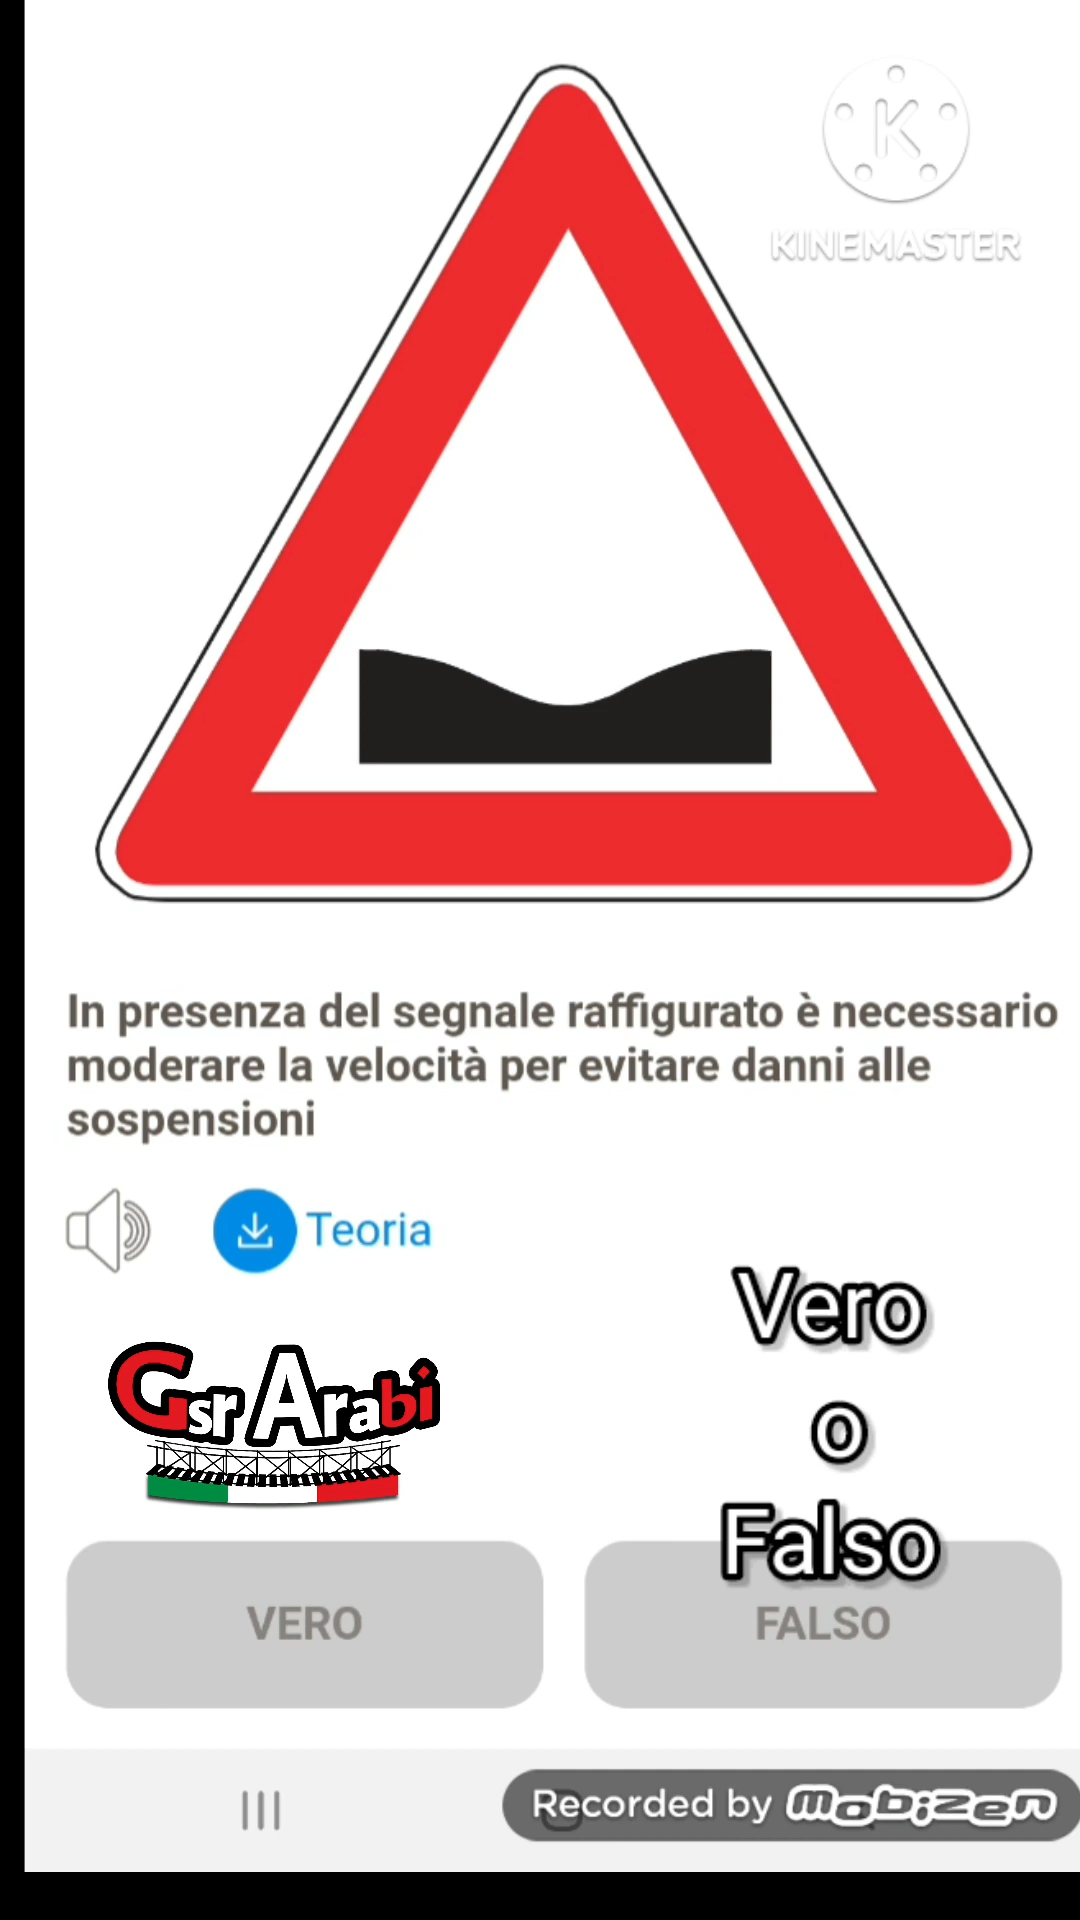 KINEMASTER
In presenza del segnale raffigurato è necessario
moderare la velocità per evitare danni alle
sospensioni
Teoria
Vero
o
Falso
Gsr Arabi
VERO
FALSO
Recorded by mobizen